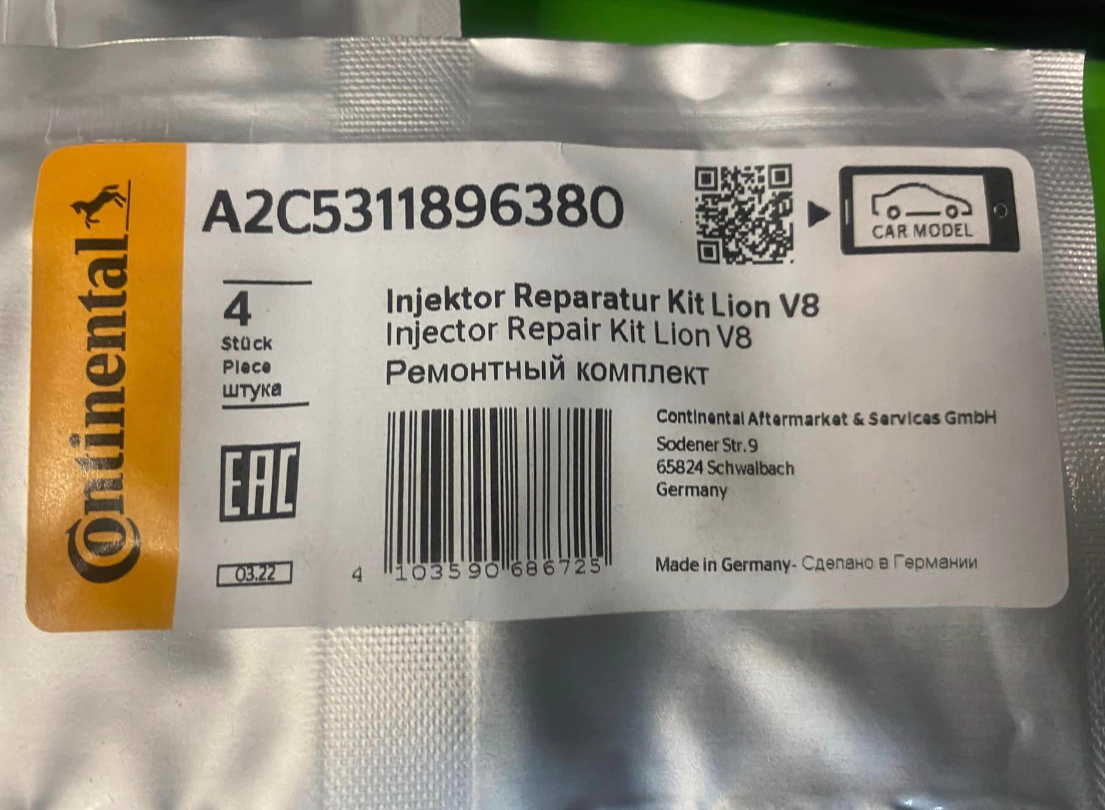 Continental
A2C5311896380
CAR MODEL
4
Stück
Piece
штука
Injektor Reparatur Kit Lion V8
Injector Repair Kit Lion V8
Ремонтный комплект
EAC
03.22
4 103590 686725
Continental Aftermarket & Services GmbH
Sodener Str.9
65824 Schwalbach
Germany
Made in Germany- Сделано в Германии